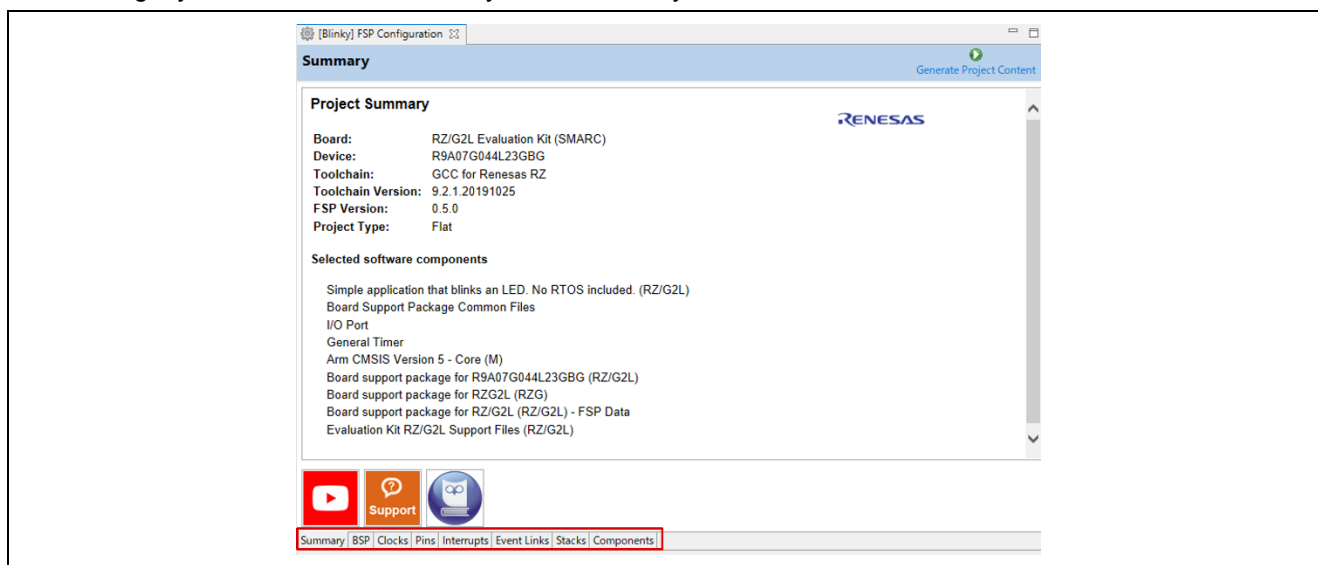 [Blinky] FSP Configuration
Summary
Generate Project Content
Project Summary
RENESAS
Board: RZ/G2L Evaluation Kit (SMARC)
Device: R9A07G044L23GBG
Toolchain: GCC for Renesas RZ
Toolchain Version: 9.2.1.20191025
FSP Version: 0.5.0
Project Type: Flat
Selected software components
Simple application that blinks an LED. No RTOS included. (RZ/G2L)
Board Support Package Common Files
I/O Port
General Timer
Arm CMSIS Version 5 - Core (M)
Board support package for R9A07G044L23GBG (RZ/G2L)
Board support package for RZG2L (RZG)
Board support package for RZ/G2L (RZ/G2L) - FSP Data
Evaluation Kit RZ/G2L Support Files (RZ/G2L)
Support
Summary BSP Clocks Pins Interrupts Event Links Stacks Components